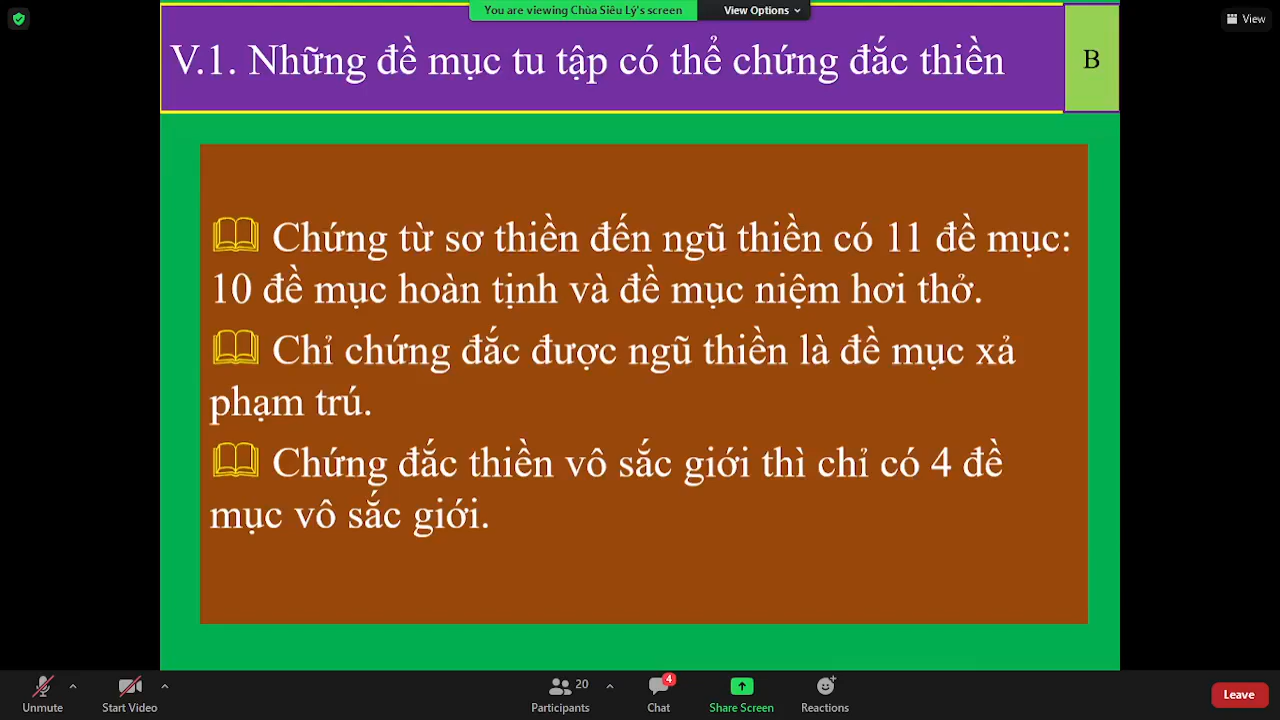 You are viewing Chùa Siêu Lý's screen
View Options
View
V.1. Những đề mục tu tập có thể chứng đắc thiền
B
Chứng từ sơ thiền đến ngũ thiền có 11 đề mục:
10 đề mục hoàn tịnh và đề mục niệm hơi thở.
Chỉ chứng đắc được ngũ thiền là đề mục xả
phạm trú.
Chứng đắc thiền vô sắc giới thì chỉ có 4 đề
mục vô sắc giới.
Unmute
Start Video
20
Participants
4
Chat
Share Screen
Reactions
Leave